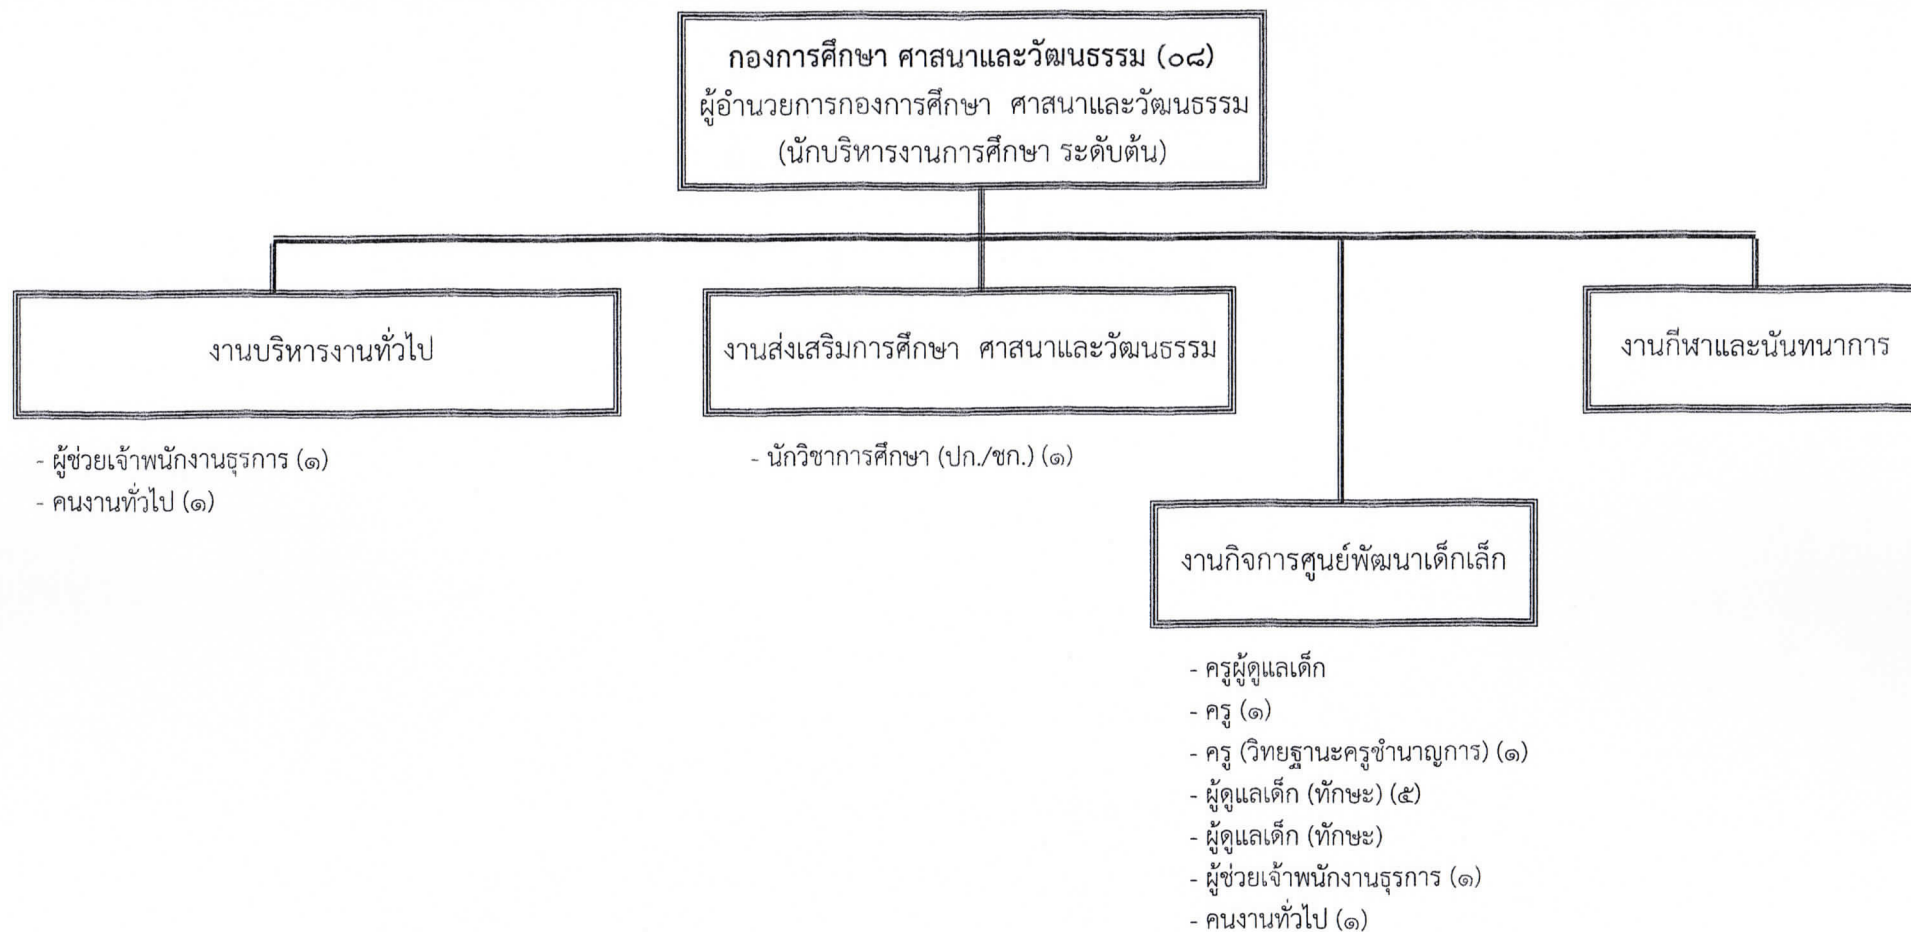 กองการศึกษา ศาสนาและวัฒนธรรม (๐๘)
ผู้อำนวยการกองการศึกษา ศาสนาและวัฒนธรรม
(นักบริหารงานการศึกษา ระดับต้น)
งานบริหารงานทั่วไป
- ผู้ช่วยเจ้าพนักงานธุรการ (๑)
- คนงานทั่วไป (๑)
งานส่งเสริมการศึกษา ศาสนาและวัฒนธรรม
- นักวิชาการศึกษา (ปก./ชก.) (๑)
งานกิจการศูนย์พัฒนาเด็กเล็ก
- ครูผู้ดูแลเด็ก
- ครู (๑)
- ครู (วิทยฐานะครูชำนาญการ) (๑)
- ผู้ดูแลเด็ก (ทักษะ) (๕)
- ผู้ดูแลเด็ก (ทักษะ)
- ผู้ช่วยเจ้าพนักงานธุรการ (๑)
- คนงานทั่วไป (๑)
งานกีฬาและนันทนาการ